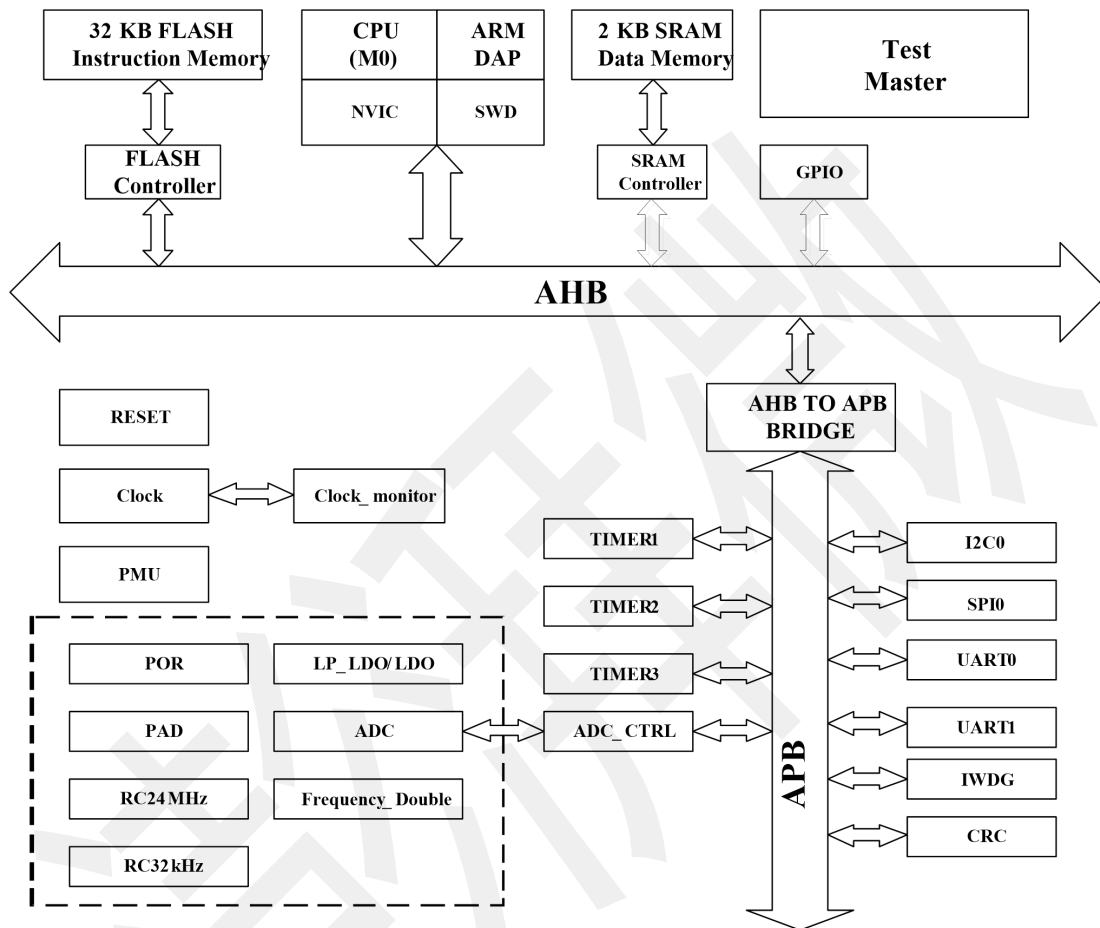 32 KB FLASH
Instruction Memory
CPU
(M0)
ARM
DAP
NVIC
SWD
2 KB SRAM
Data Memory
Test
Master
FLASH
Controller
SRAM
Controller
GPIO
AHB
RESET
AHB TO APB
BRIDGE
Clock
Clock_monitor
PMU
TIMER1
I2C0
TIMER2
SPI0
TIMER3
UART0
POR
LP_LDO/LDO
PAD
ADC
ADC_CTRL
UART1
APB
RC24MHz
Frequency_Double
IWDG
RC32kHz
CRC